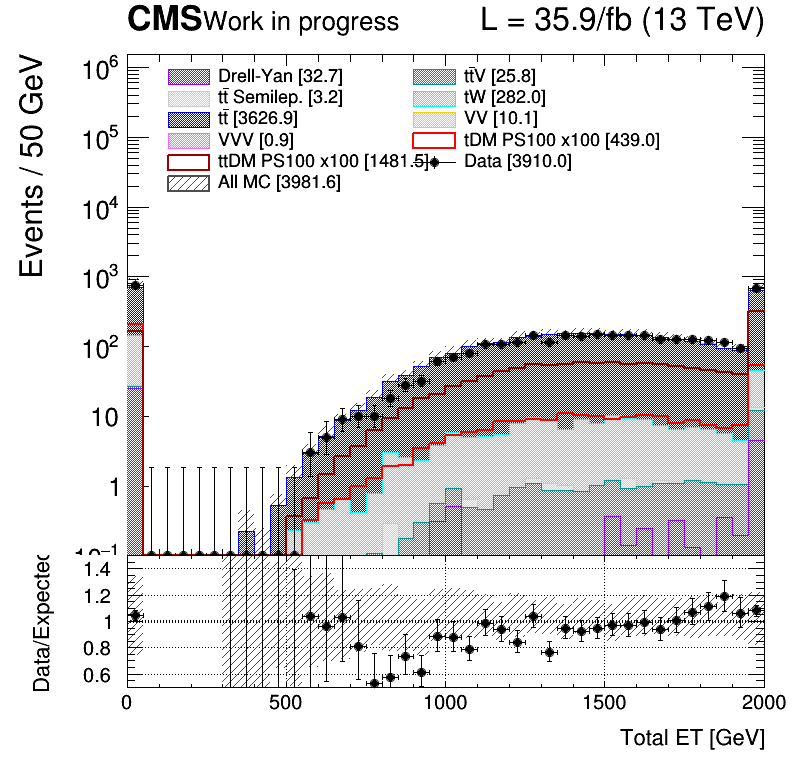 CMS Work in progress L = 35.9/fb (13 TeV)
Events / 50 GeV
10⁶
10⁵
10⁴
10³
10²
10
1
10⁻¹
Drell-Yan [32.7]
tt̄V [25.8]
tt̄ Semilep. [3.2]
tW [282.0]
tt̄ [3626.9]
VV [10.1]
VVV [0.9]
tDM PS100 x100 [439.0]
ttDM PS100 x100 [1481.5]
Data [3910.0]
All MC [3981.6]
Data/Expected
1.4
1.2
1
0.8
0.6
0 500 1000 1500 2000
Total ET [GeV]